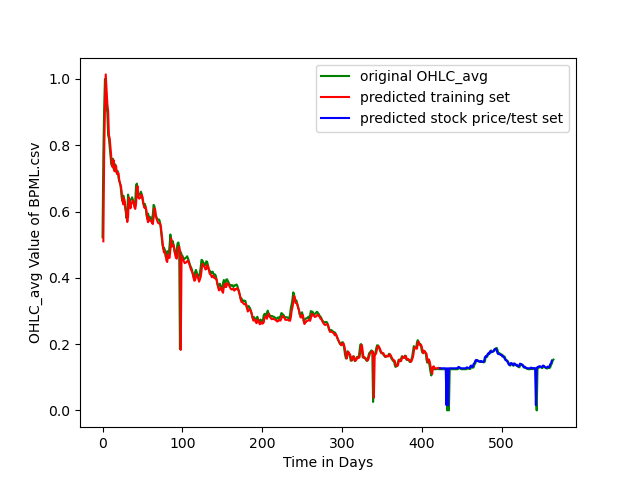 original OHLC_avg
predicted training set
predicted stock price/test set
OHLC_avg Value of BPML.csv
1.0
0.8
0.6
0.4
0.2
0.0
0 100 200 300 400 500
Time in Days